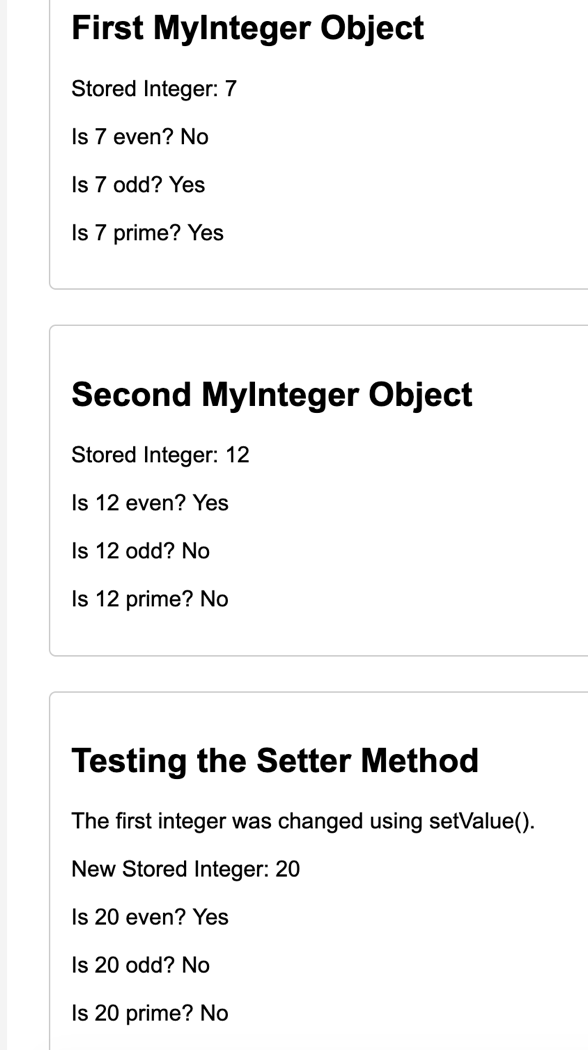 First MyInteger Object
Stored Integer: 7
Is 7 even? No
Is 7 odd? Yes
Is 7 prime? Yes
Second MyInteger Object
Stored Integer: 12
Is 12 even? Yes
Is 12 odd? No
Is 12 prime? No
Testing the Setter Method
The first integer was changed using setValue().
New Stored Integer: 20
Is 20 even? Yes
Is 20 odd? No
Is 20 prime? No